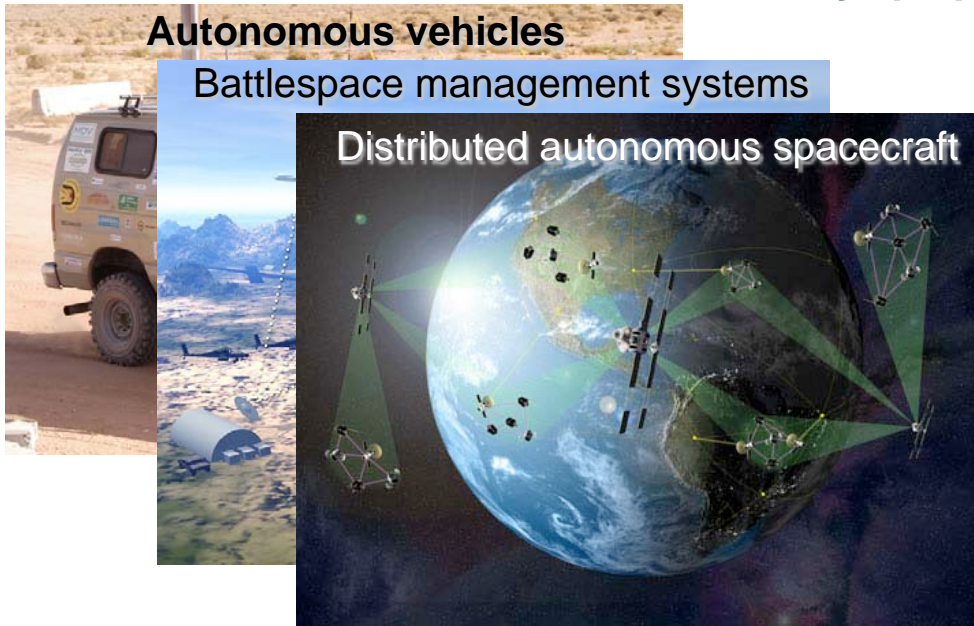 Autonomous vehicles
Battlespace management systems
Distributed autonomous spacecraft